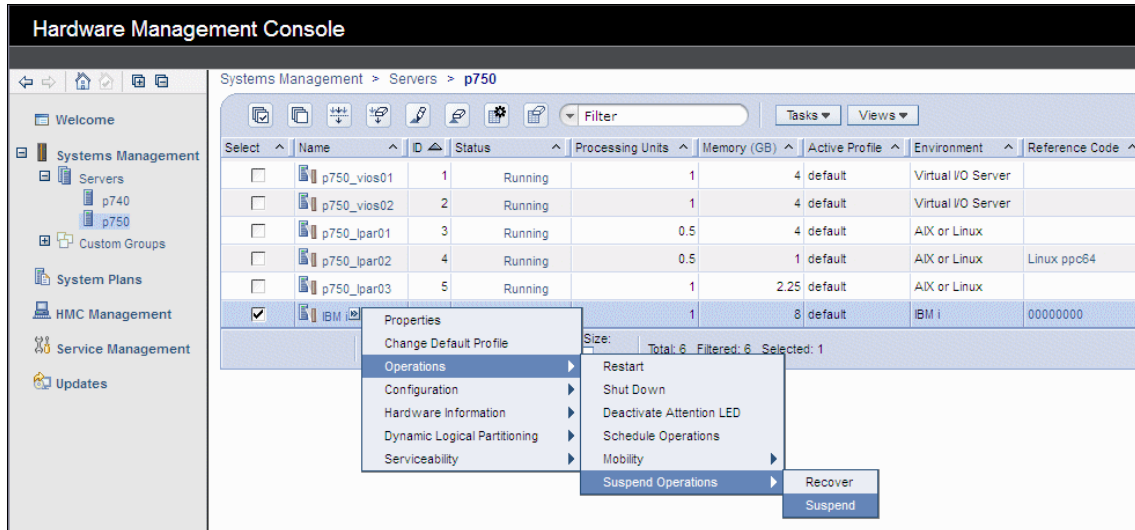 Hardware Management Console
Systems Management > Servers > p750
Welcome
Systems Management
Servers
p740
p750
Custom Groups
System Plans
HMC Management
Service Management
Updates
Filter
Tasks
Views
Select Name ID Status Processing Units Memory (GB) Active Profile Environment Reference Code
p750_vios01 1 Running 1 4 default Virtual I/O Server
p750_vios02 2 Running 1 4 default Virtual I/O Server
p750_lpar01 3 Running 0.5 4 default AIX or Linux
p750_lpar02 4 Running 0.5 1 default AIX or Linux Linux ppc64
p750_lpar03 5 Running 1 2.25 default AIX or Linux
IBM i 1 8 default IBM i 00000000
Size:
Total: 6 Filtered: 6 Selected: 1
Properties
Change Default Profile
Operations
Configuration
Hardware Information
Dynamic Logical Partitioning
Serviceability
Restart
Shut Down
Deactivate Attention LED
Schedule Operations
Mobility
Suspend Operations
Recover
Suspend